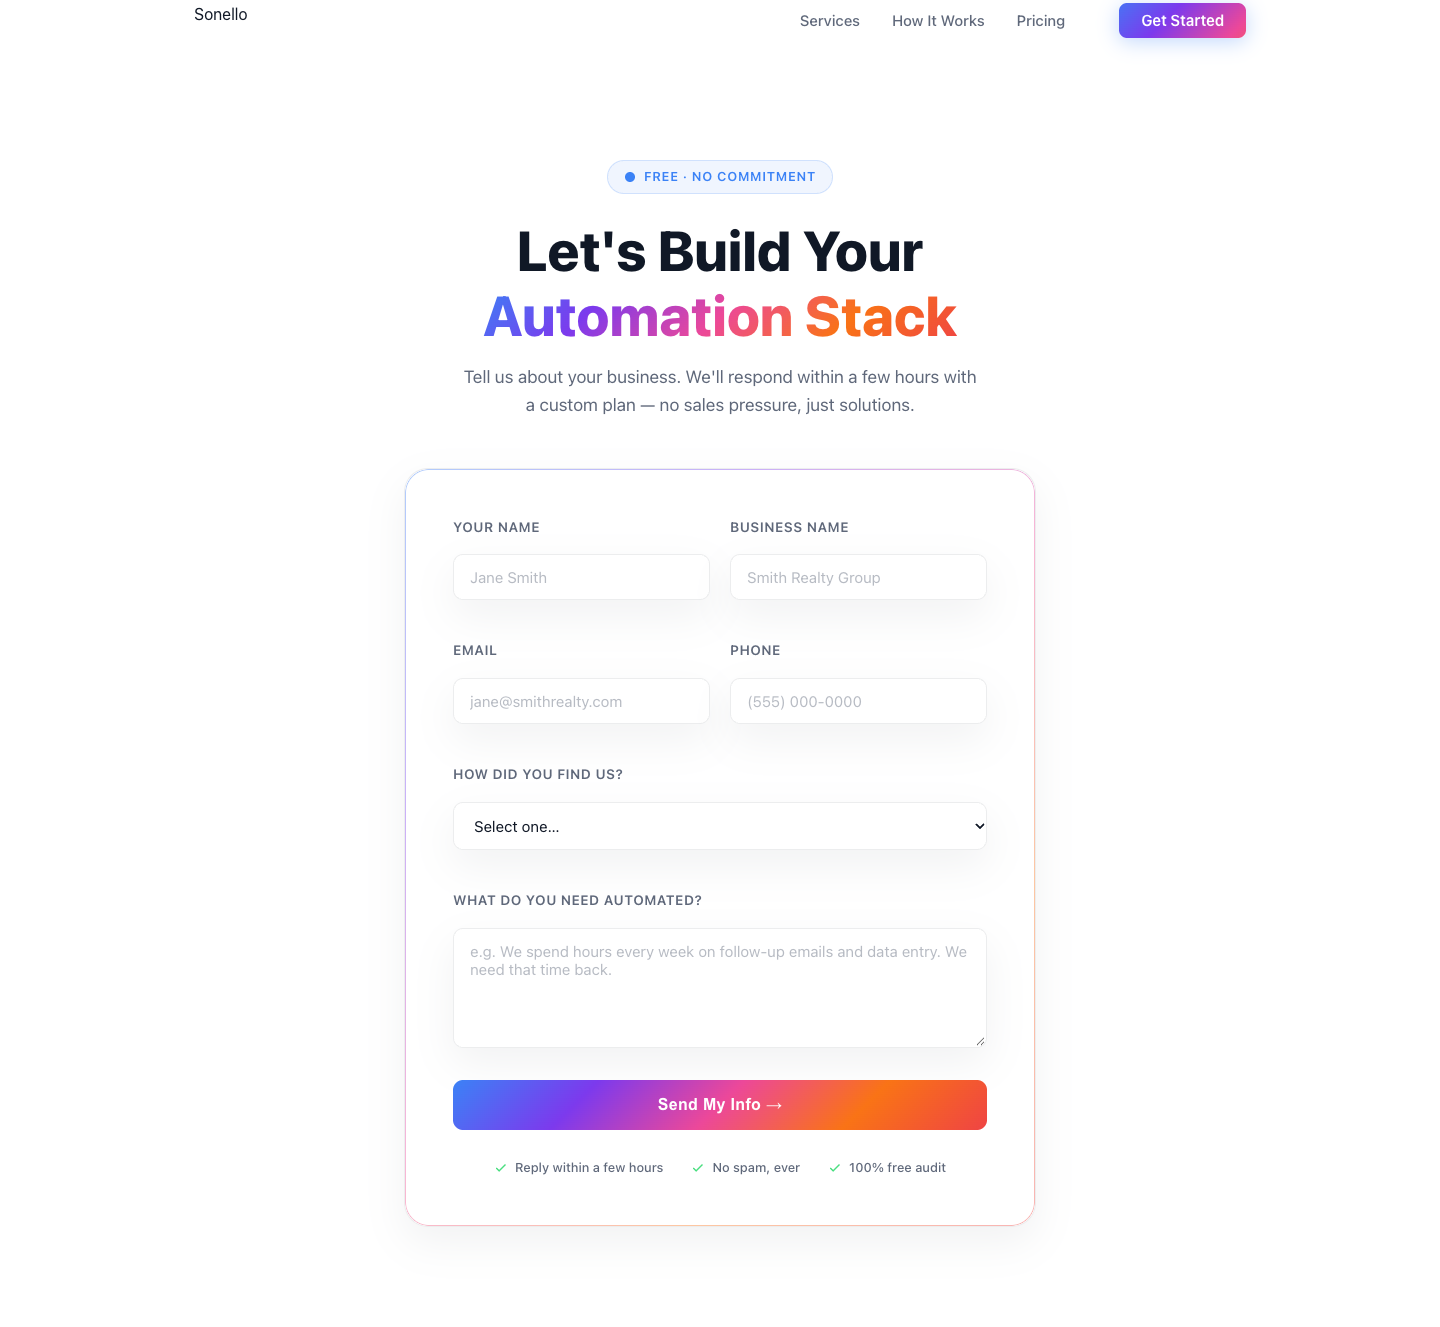 Sonello
Services
How It Works
Pricing
Get Started
FREE · NO COMMITMENT
Let's Build Your
Automation Stack
Tell us about your business. We'll respond within a few hours with
a custom plan — no sales pressure, just solutions.
YOUR NAME
BUSINESS NAME
Jane Smith
Smith Realty Group
EMAIL
PHONE
jane@smithrealty.com
(555) 000-0000
HOW DID YOU FIND US?
Select one...
WHAT DO YOU NEED AUTOMATED?
e.g. We spend hours every week on follow-up emails and data entry. We
need that time back.
Send My Info →
Reply within a few hours
No spam, ever
100% free audit